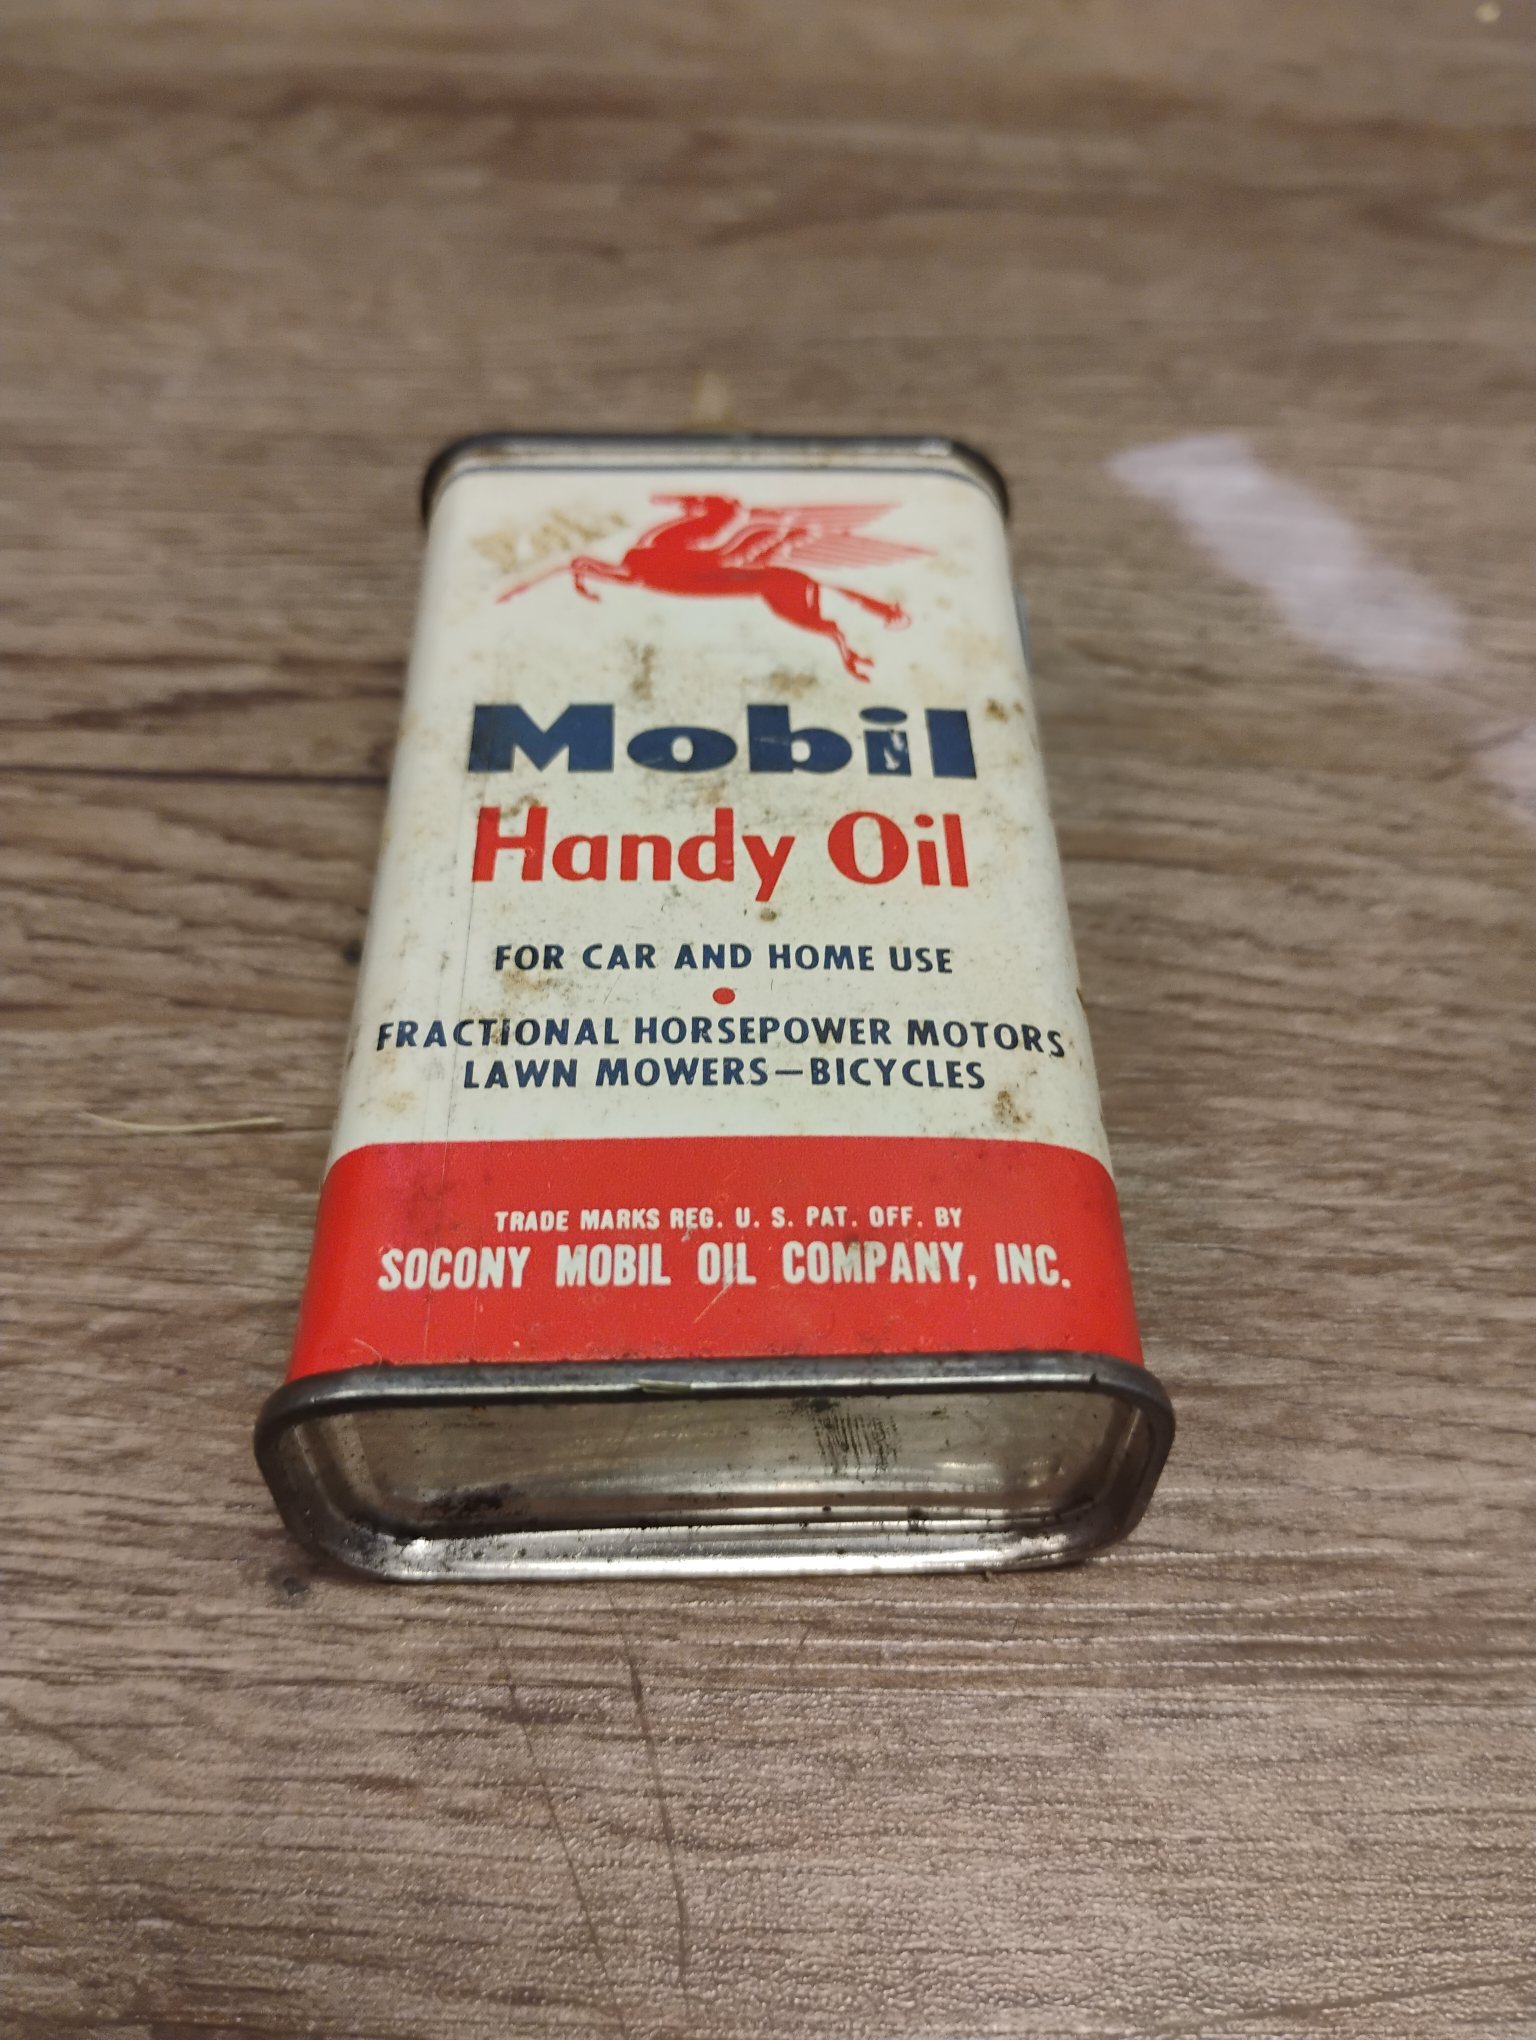 Mobil
Handy Oil
FOR CAR AND HOME USE
FRACTIONAL HORSEPOWER MOTORS
LAWN MOWERS—BICYCLES
TRADE MARKS REG. U. S. PAT. OFF. BY
SOCONY MOBIL OIL COMPANY, INC.